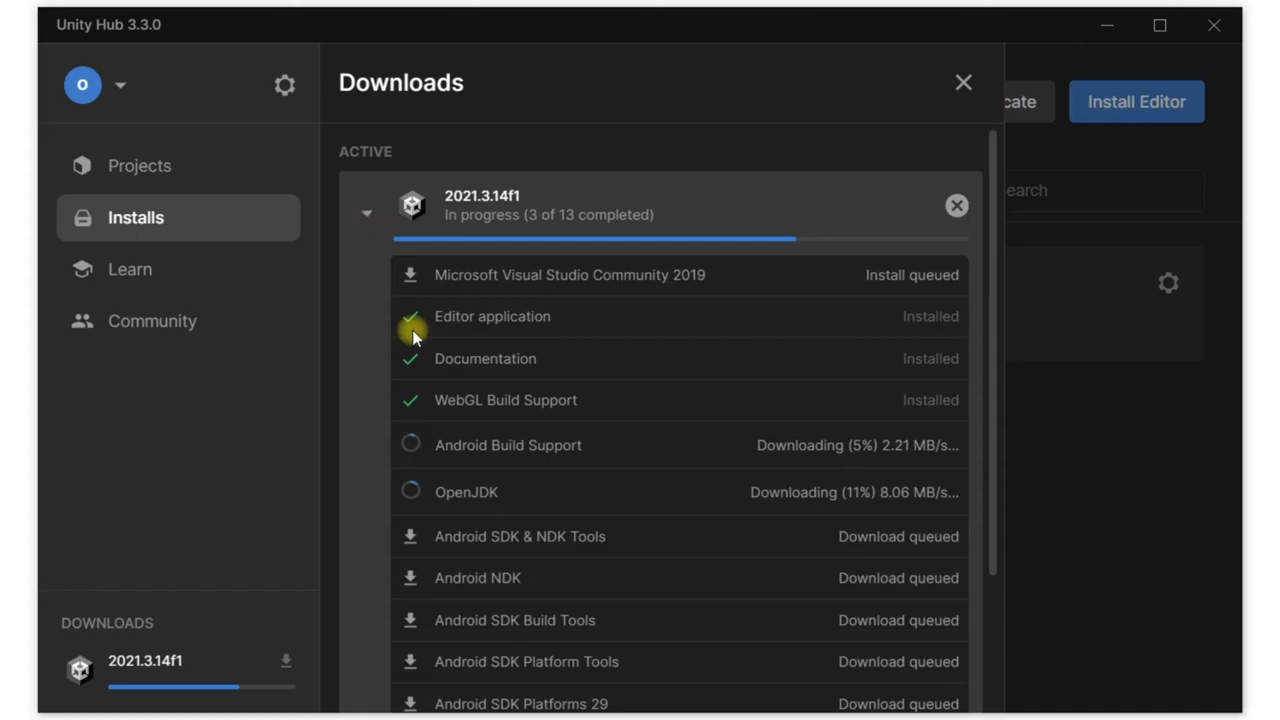 Unity Hub 3.3.0
O
Projects
Installs
Learn
Community
DOWNLOADS
2021.3.14f1
Downloads
ACTIVE
2021.3.14f1
In progress (3 of 13 completed)
Microsoft Visual Studio Community 2019 Install queued
Editor application Installed
Documentation Installed
WebGL Build Support Installed
Android Build Support Downloading (5%) 2.21 MB/s...
OpenJDK Downloading (11%) 8.06 MB/s...
Android SDK & NDK Tools Download queued
Android NDK Download queued
Android SDK Build Tools Download queued
Android SDK Platform Tools Download queued
Android SDK Platforms 29 Download queued
cate
Install Editor
earch